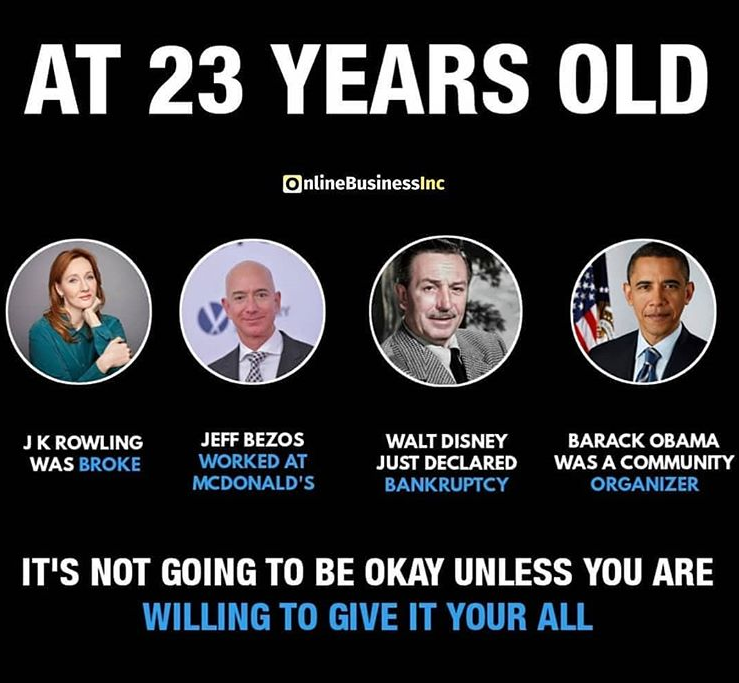 AT 23 YEARS OLD
OnlineBusinessInc
J K ROWLING
WAS BROKE
JEFF BEZOS
WORKED AT
MCDONALD'S
WALT DISNEY
JUST DECLARED
BANKRUPTCY
BARACK OBAMA
WAS A COMMUNITY
ORGANIZER
IT'S NOT GOING TO BE OKAY UNLESS YOU ARE
WILLING TO GIVE IT YOUR ALL